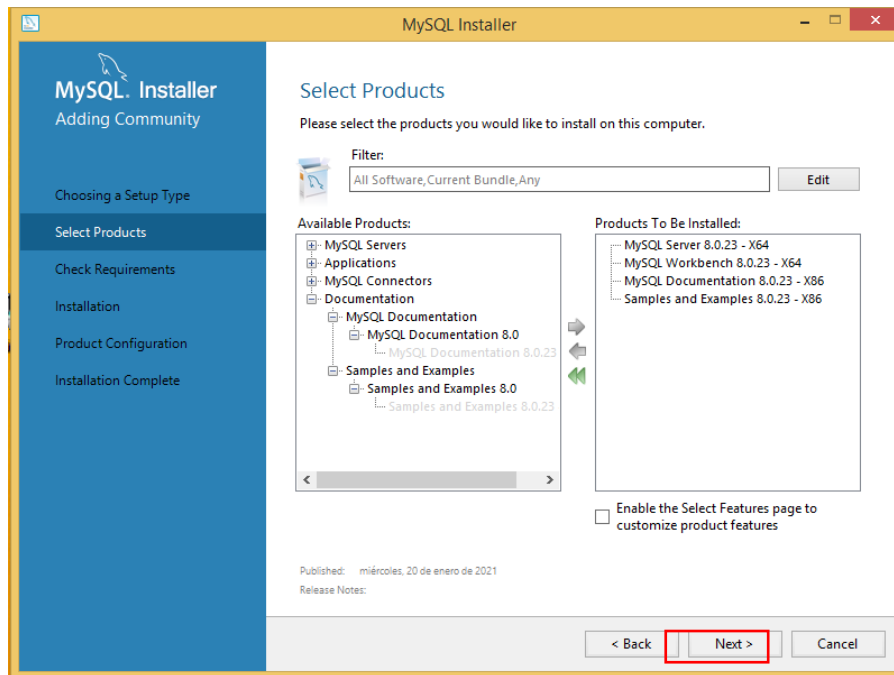 MySQL Installer
MySQL. Installer
Adding Community
Choosing a Setup Type
Select Products
Check Requirements
Installation
Product Configuration
Installation Complete
Select Products
Please select the products you would like to install on this computer.
Filter:
All Software,Current Bundle,Any
Edit
Available Products:
MySQL Servers
Applications
MySQL Connectors
Documentation
MySQL Documentation
MySQL Documentation 8.0
MySQL Documentation 8.0.23
Samples and Examples
Samples and Examples 8.0
Samples and Examples 8.0.23
Products To Be Installed:
MySQL Server 8.0.23 - X64
MySQL Workbench 8.0.23 - X64
MySQL Documentation 8.0.23 - X86
Samples and Examples 8.0.23 - X86
Enable the Select Features page to
customize product features
Published: miércoles, 20 de enero de 2021
Release Notes:
< Back
Next >
Cancel